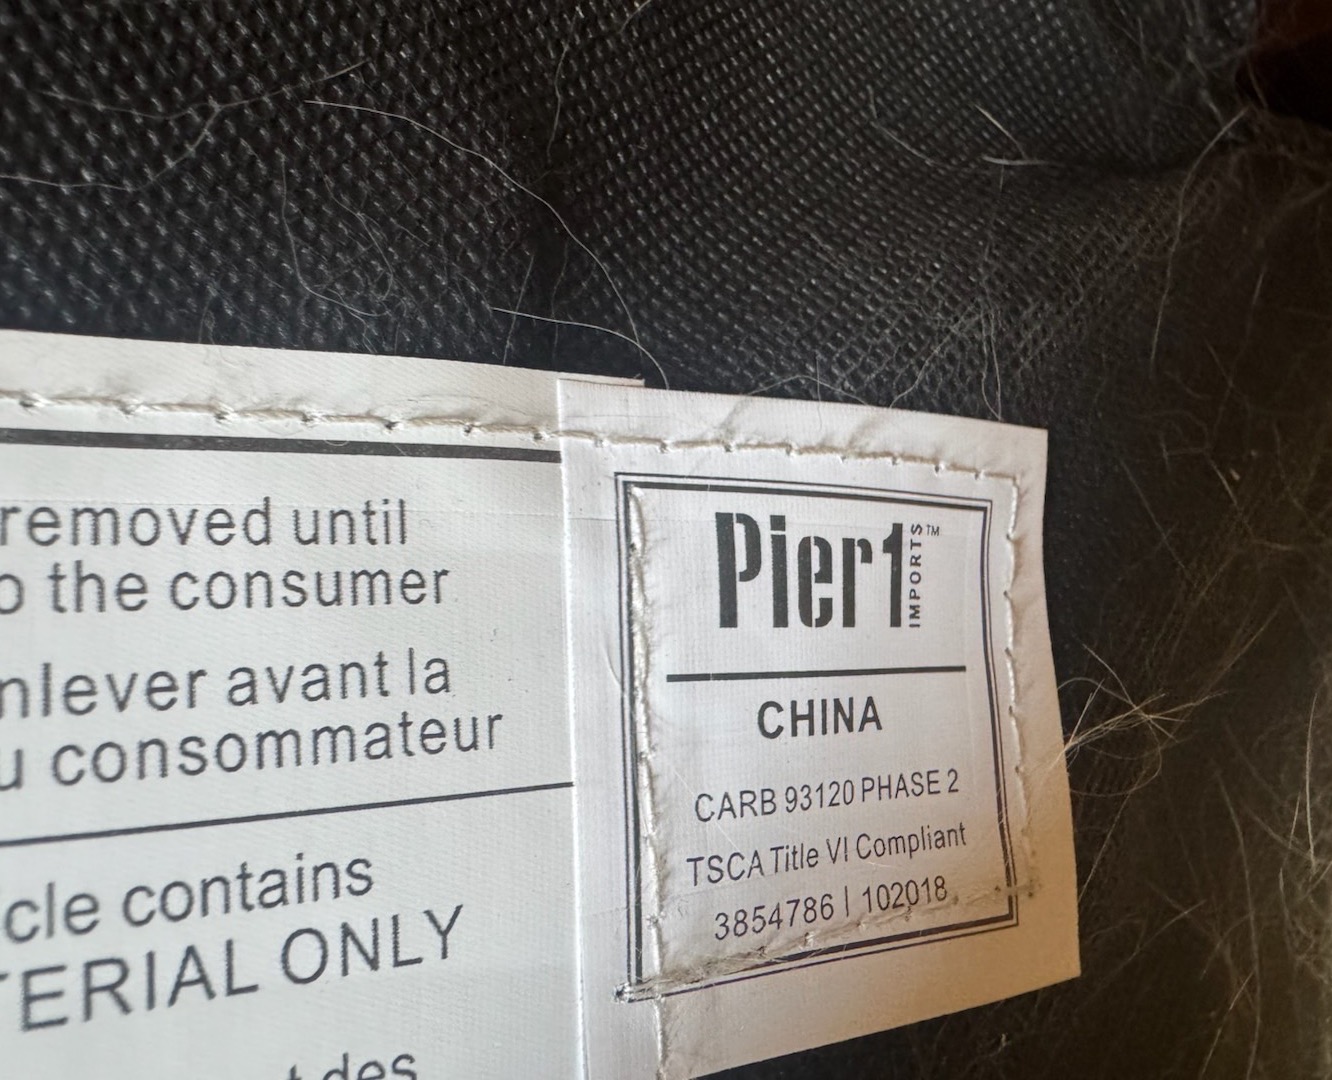 removed until
the consumer
nlever avant la
u consommateur
cle contains
TERIAL ONLY
des
Pier1 IMPORTS™
CHINA
CARB 93120 PHASE 2
TSCA Title VI Compliant
3854786 | 102018